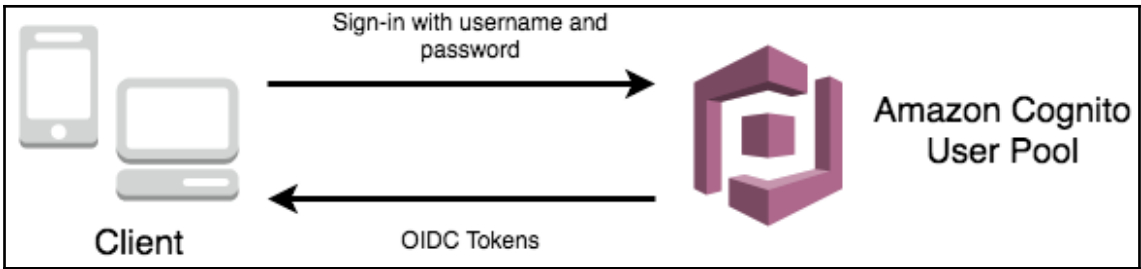 Sign-in with username and
password
Amazon Cognito
User Pool
Client
OIDC Tokens